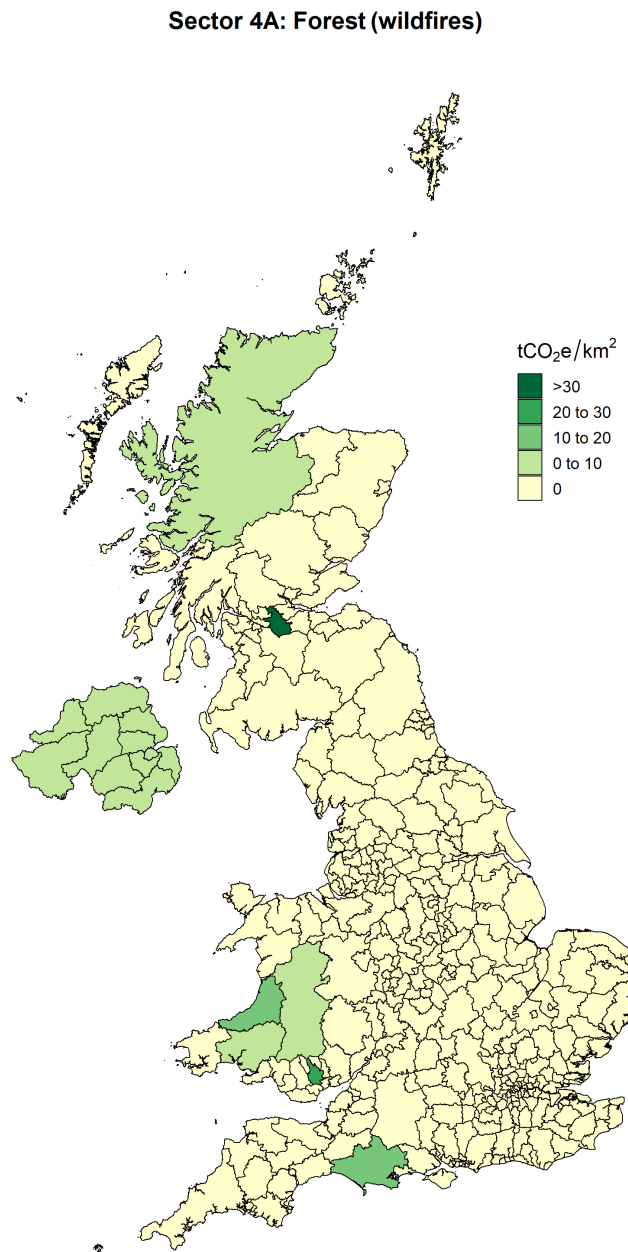 Sector 4A: Forest (wildfires)
tCO₂e/km²
>30
20 to 30
10 to 20
0 to 10
0